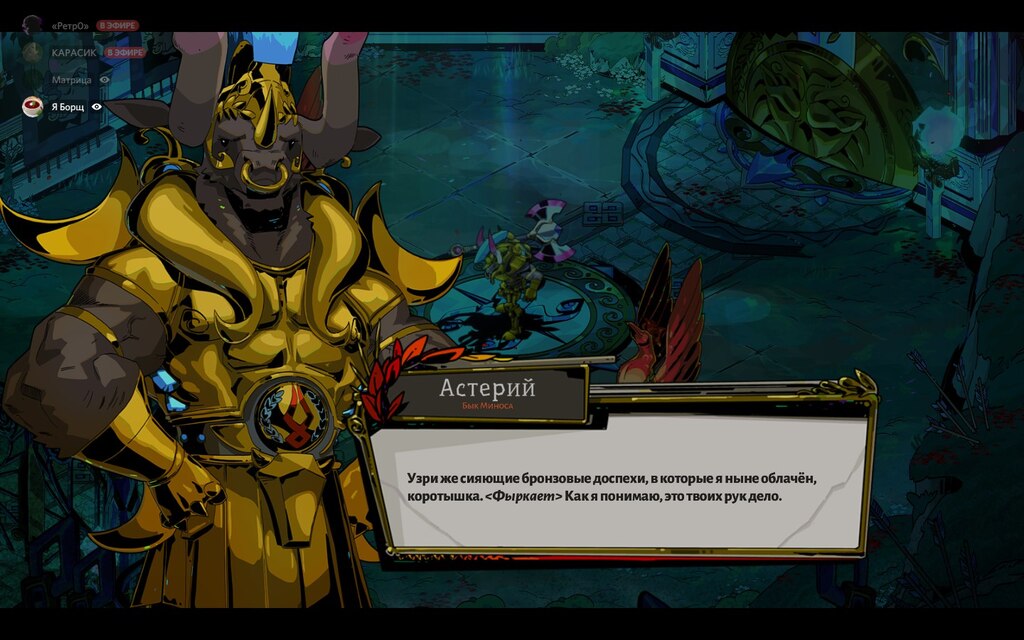 «РетрО» В ЭФИРЕ
КАРАСИК В ЭФИРЕ
Матрица
Я Борщ
Астерий
Бык Миноса
Узри же сияющие бронзовые доспехи, в которые я ныне облачён,
коротышка. <Фыркает> Как я понимаю, это твоих рук дело.